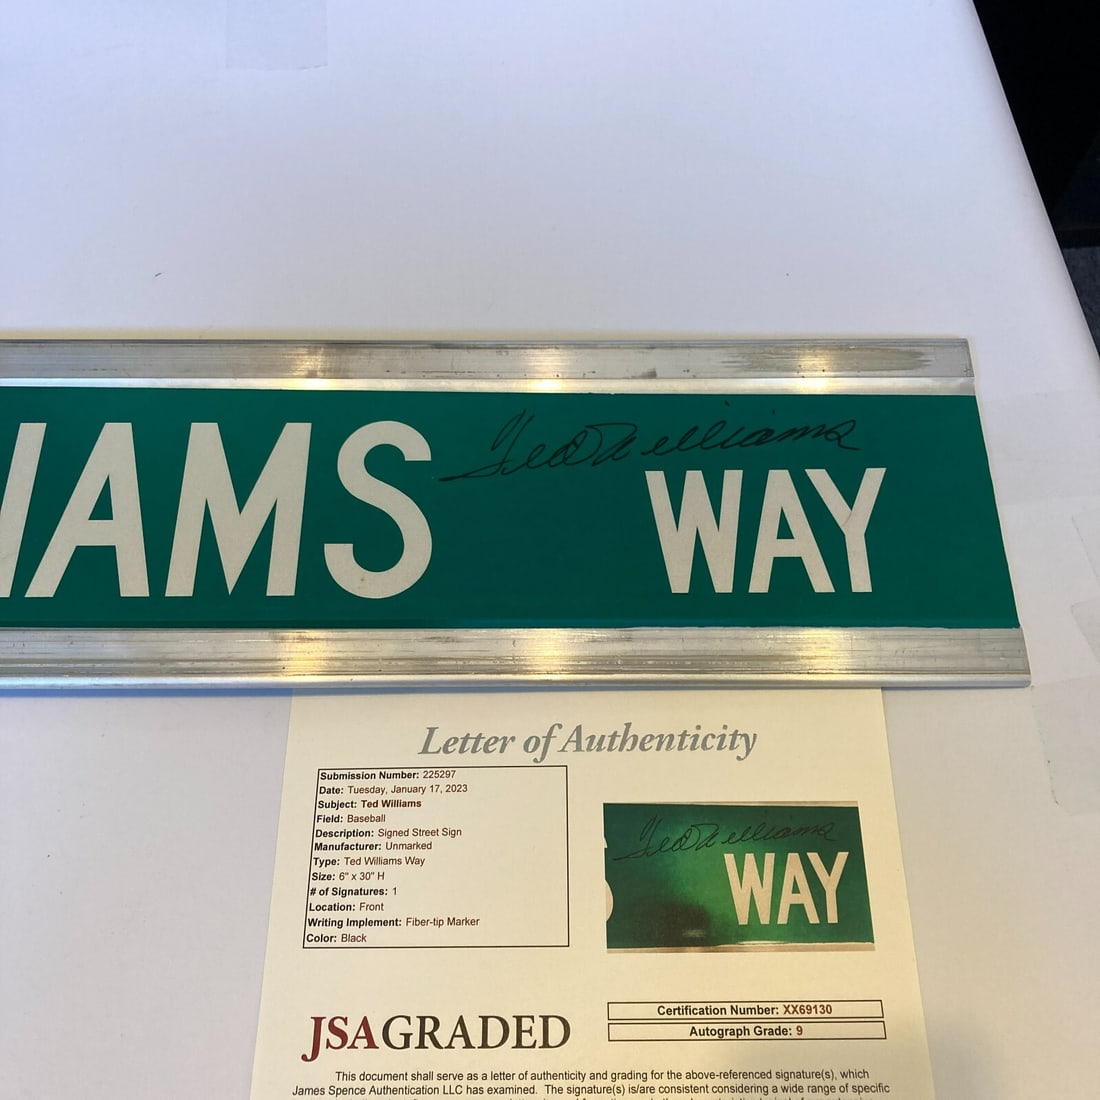 Ted Williams
IAMS WAY
Letter of Authenticity
Submission Number: 225297
Date: Tuesday, January 17, 2023
Subject: Ted Williams
Field: Baseball
Description: Signed Street Sign
Manufacturer: Unmarked
Type: Ted Williams Way
Size: 6" x 30" H
# of Signatures: 1
Location: Front
Writing Implement: Fiber-tip Marker
Color: Black
Ted Williams
S WAY
JSAGRADED
Certification Number: XX69130
Autograph Grade: 9
This document shall serve as a letter of authenticity and grading for the above-referenced signature(s), which
James Spence Authentication LLC has examined. The signature(s) is/are consistent considering a wide range of specific